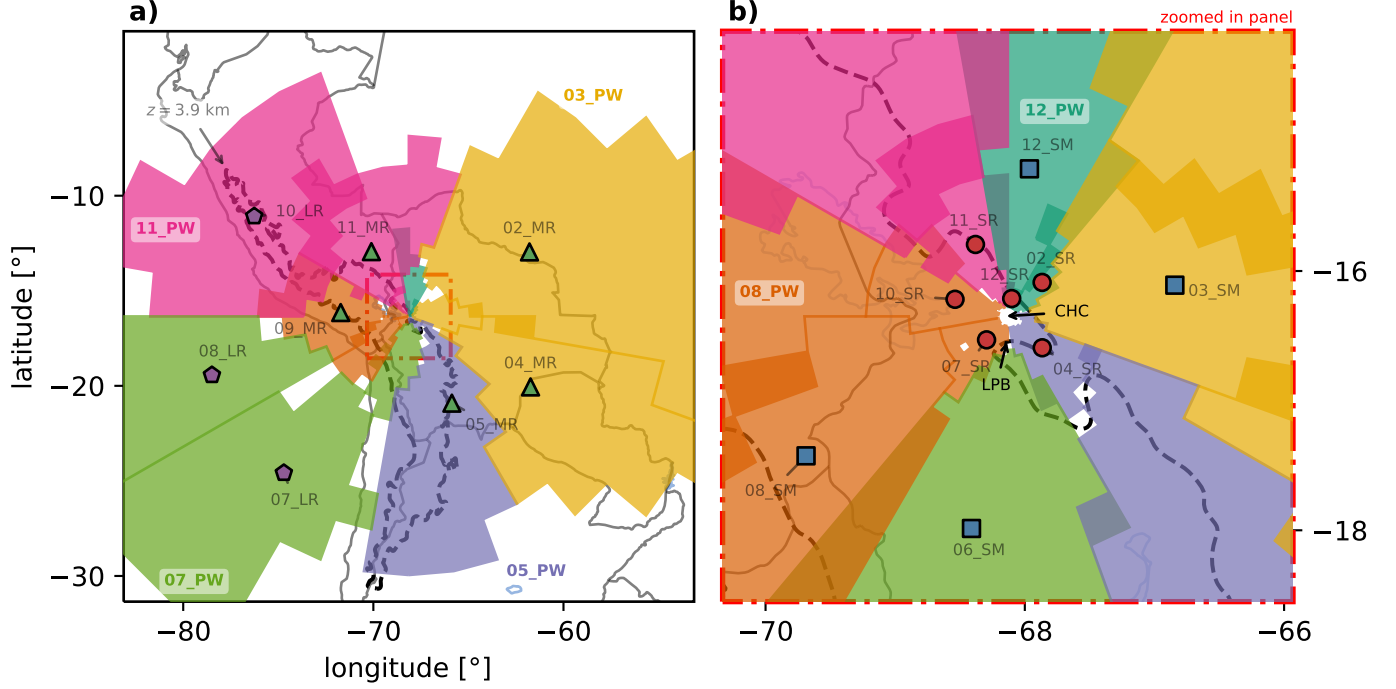 a)
b)
zoomed in panel
z = 3.9 km
03_PW
12_PW
12_SM
−10
10_LR
11_PW
11_MR
02_MR
11_SR
02_SR
12_SR
−16
08_PW
10_SR
03_SM
CHC
09_MR
08_LR
04_MR
07_SR
04_SR
LPB
−20
05_MR
07_LR
08_SM
−18
06_SM
07_PW
05_PW
−30
−80
−70
−60
−70
−68
−66
latitude [°]
longitude [°]